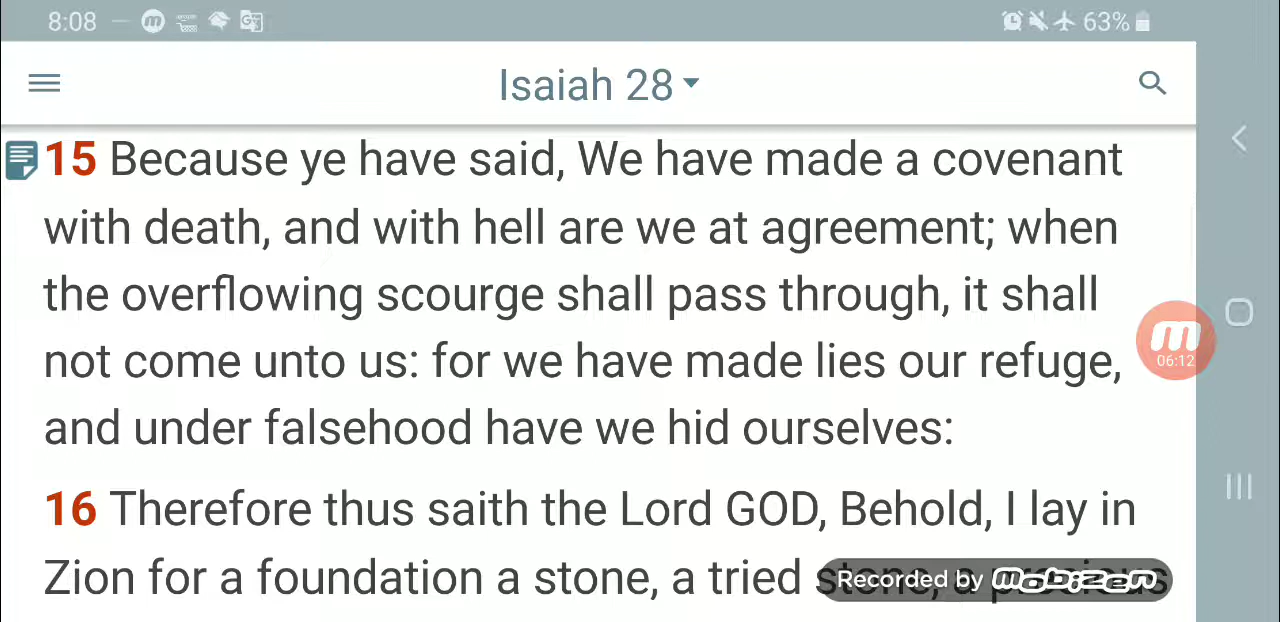 8:08
63%
Isaiah 28
15 Because ye have said, We have made a covenant
with death, and with hell are we at agreement; when
the overflowing scourge shall pass through, it shall
not come unto us: for we have made lies our refuge,
06:12
and under falsehood have we hid ourselves:
16 Therefore thus saith the Lord GOD, Behold, I lay in
Zion for a foundation a stone, a tried stone, a precious
Recorded by Mobizen